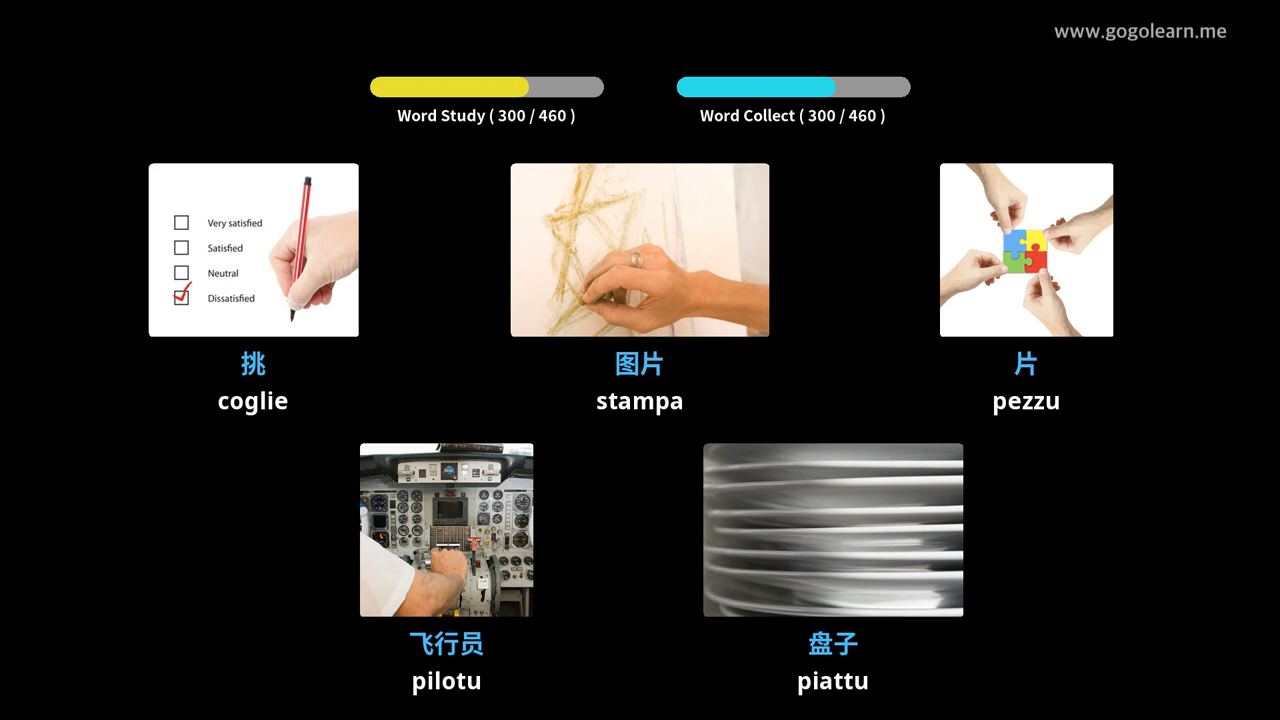 www.gogolearn.me
Word Study ( 300 / 460 )
Word Collect ( 300 / 460 )
Very satisfied
Satisfied
Neutral
Dissatisfied
挑
coglie
图片
stampa
片
pezzu
飞行员
pilotu
盘子
piattu